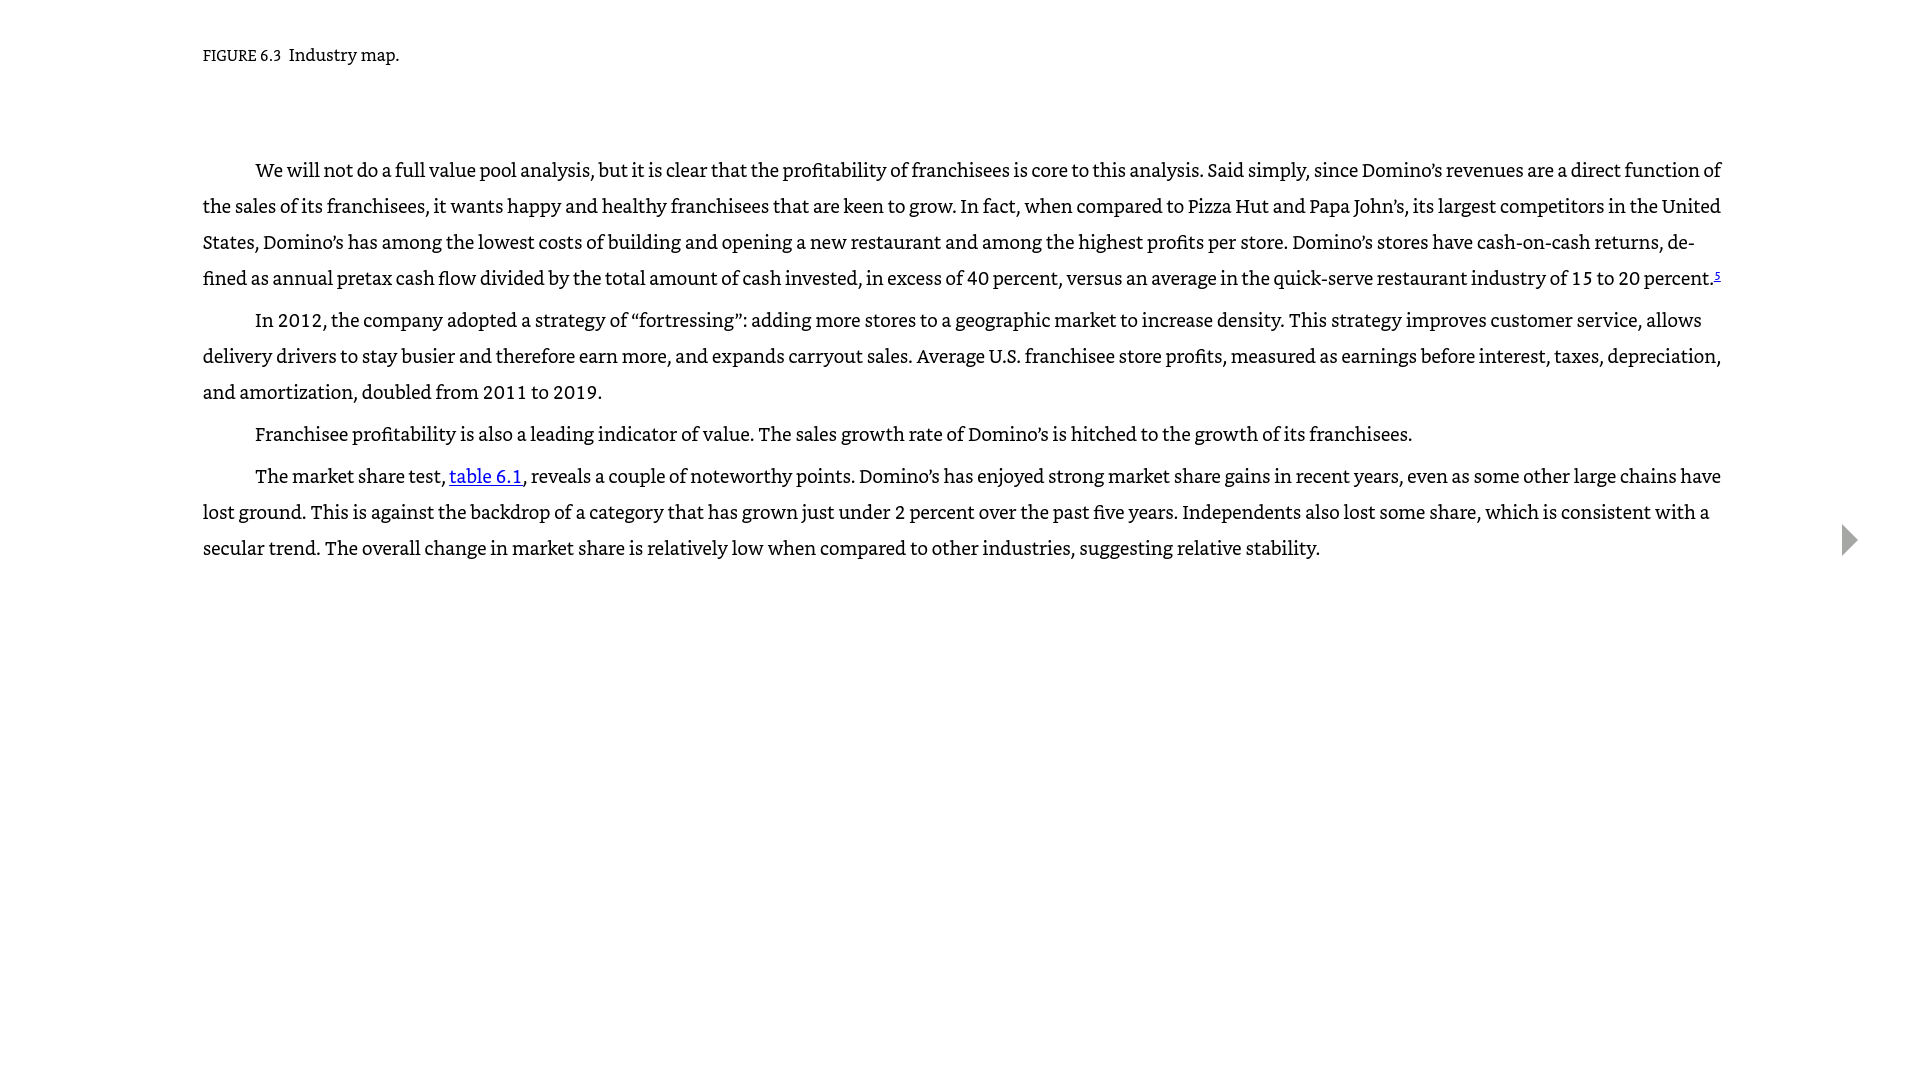 FIGURE 6.3 Industry map.
We will not do a full value pool analysis, but it is clear that the profitability of franchisees is core to this analysis. Said simply, since Domino’s revenues are a direct function of
the sales of its franchisees, it wants happy and healthy franchisees that are keen to grow. In fact, when compared to Pizza Hut and Papa John’s, its largest competitors in the United
States, Domino’s has among the lowest costs of building and opening a new restaurant and among the highest profits per store. Domino’s stores have cash-on-cash returns, de-
fined as annual pretax cash flow divided by the total amount of cash invested, in excess of 40 percent, versus an average in the quick-serve restaurant industry of 15 to 20 percent.5
In 2012, the company adopted a strategy of “fortressing”: adding more stores to a geographic market to increase density. This strategy improves customer service, allows
delivery drivers to stay busier and therefore earn more, and expands carryout sales. Average U.S. franchisee store profits, measured as earnings before interest, taxes, depreciation,
and amortization, doubled from 2011 to 2019.
Franchisee profitability is also a leading indicator of value. The sales growth rate of Domino’s is hitched to the growth of its franchisees.
The market share test, table 6.1, reveals a couple of noteworthy points. Domino’s has enjoyed strong market share gains in recent years, even as some other large chains have
lost ground. This is against the backdrop of a category that has grown just under 2 percent over the past five years. Independents also lost some share, which is consistent with a
secular trend. The overall change in market share is relatively low when compared to other industries, suggesting relative stability.